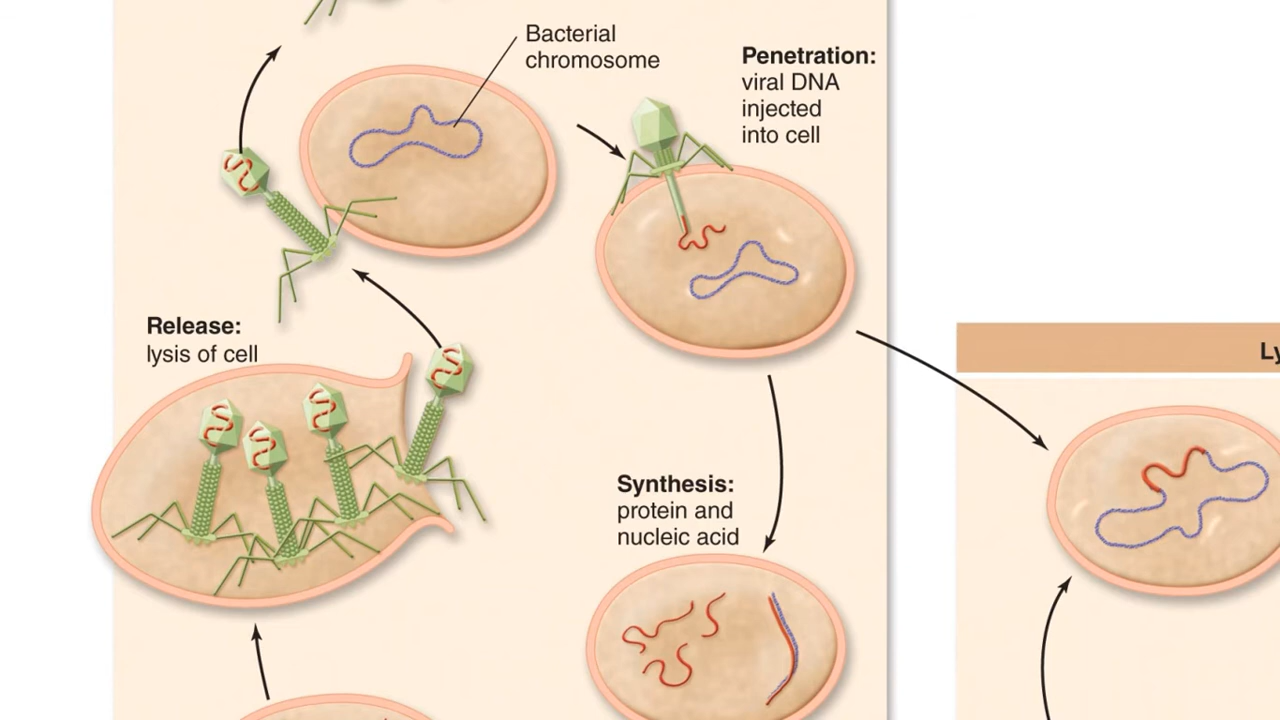 Bacterial
chromosome
Penetration:
viral DNA
injected
into cell
Release:
lysis of cell
Synthesis:
protein and
nucleic acid